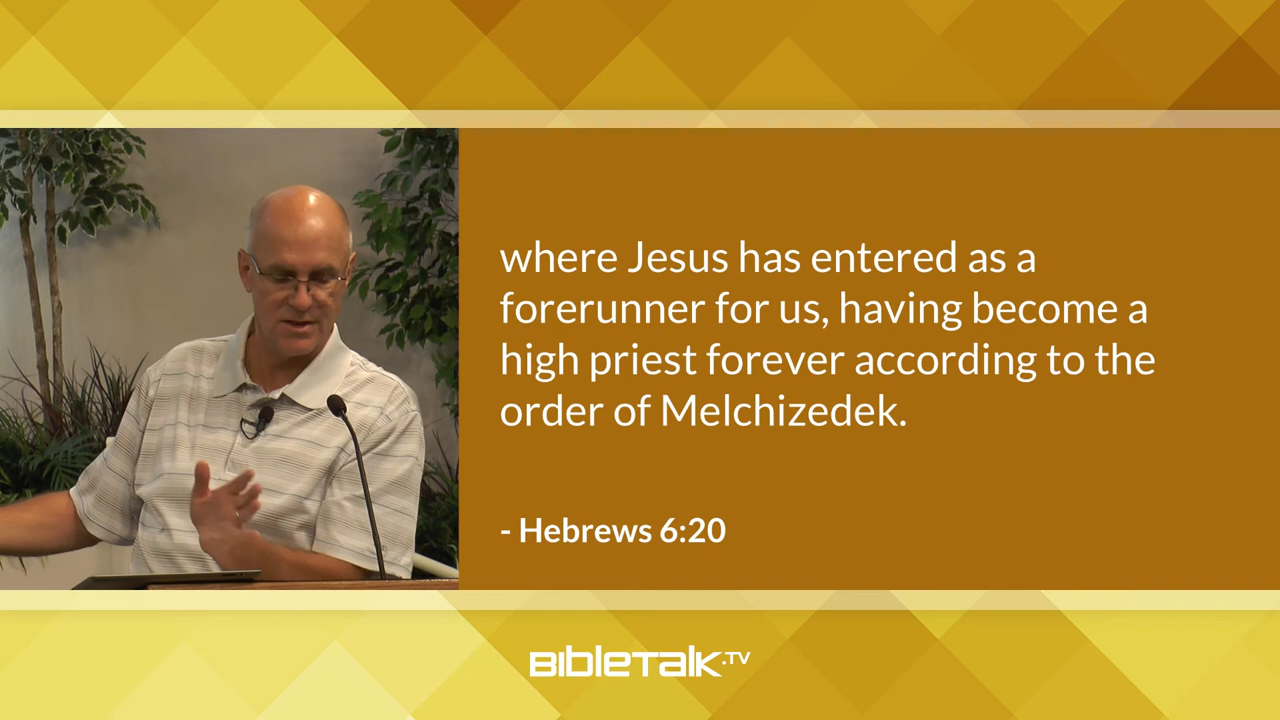 where Jesus has entered as a
forerunner for us, having become a
high priest forever according to the
order of Melchizedek.
- Hebrews 6:20
BibleTalk.TV